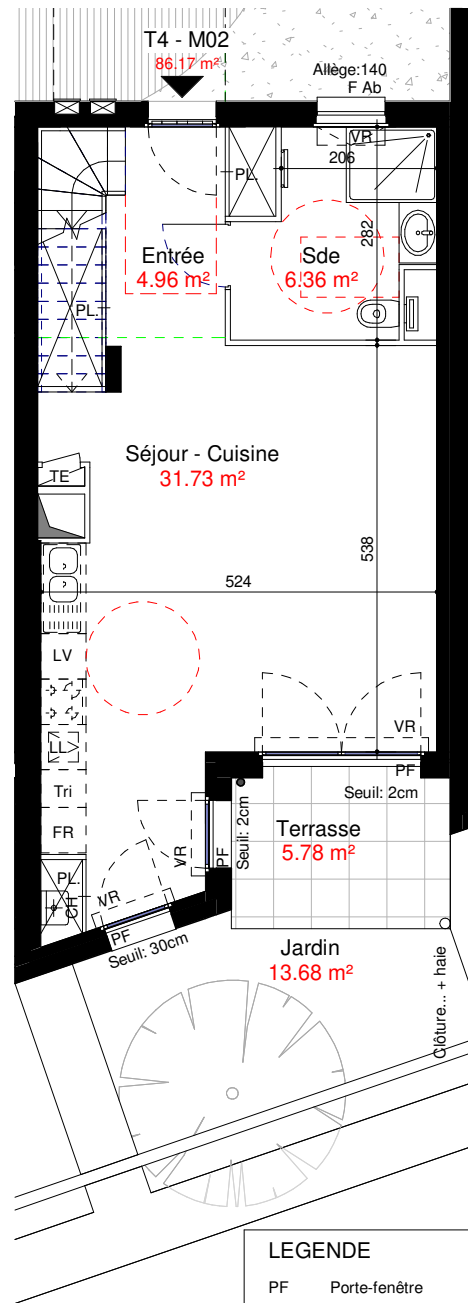 T4 - M02
86.17 m²
Allège:140
F Ab
VR
206
PL.
282
Entrée
4.96 m²
Sde
6.36 m²
PL.
Séjour - Cuisine
31.73 m²
TE
538
524
LV
LL
VR
PF
Tri
Seuil: 2cm
FR
Terrasse
5.78 m²
VR
PF
Seuil: 2cm
PL.
CH
VR
PF
Seuil: 30cm
Jardin
13.68 m²
Clôture... + haie
LEGENDE
PF Porte-fenêtre